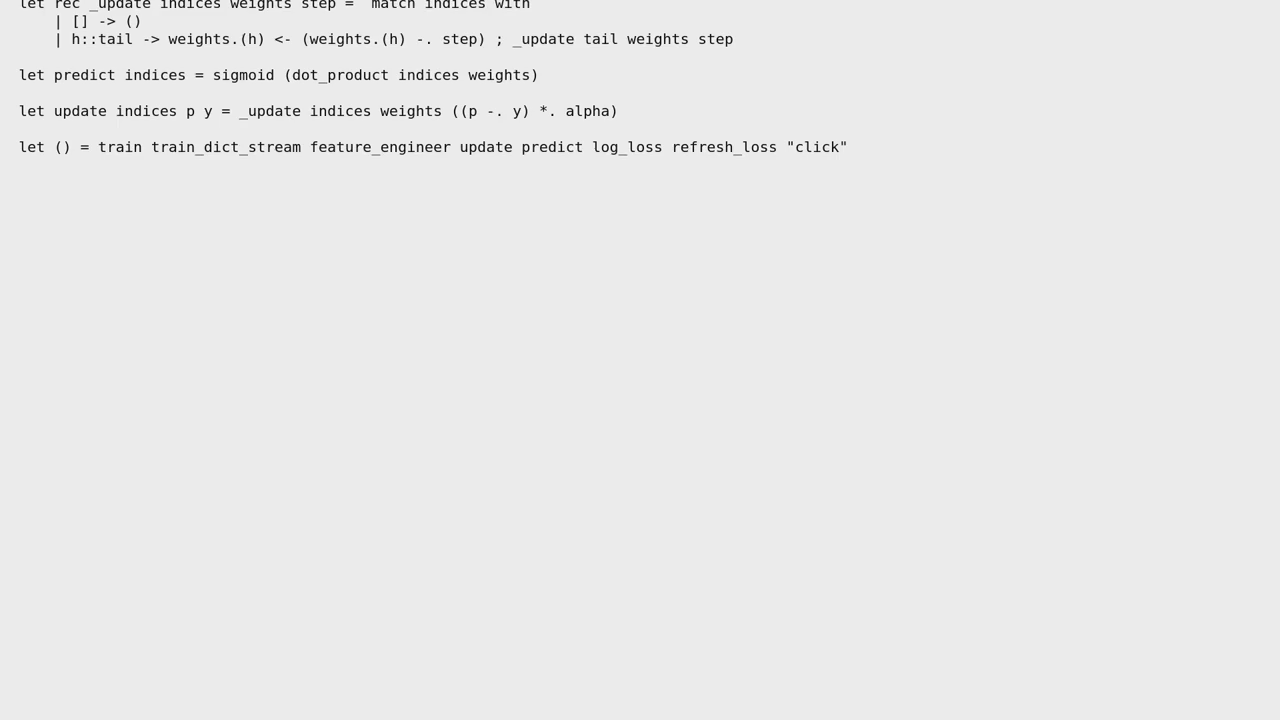 let rec _update indices weights step =  match indices with
    | [] -> ()
    | h::tail -> weights.(h) <- (weights.(h) -. step) ; _update tail weights step
let predict indices = sigmoid (dot_product indices weights)
let update indices p y = _update indices weights ((p -. y) *. alpha)
let () = train train_dict_stream feature_engineer update predict log_loss refresh_loss "click"